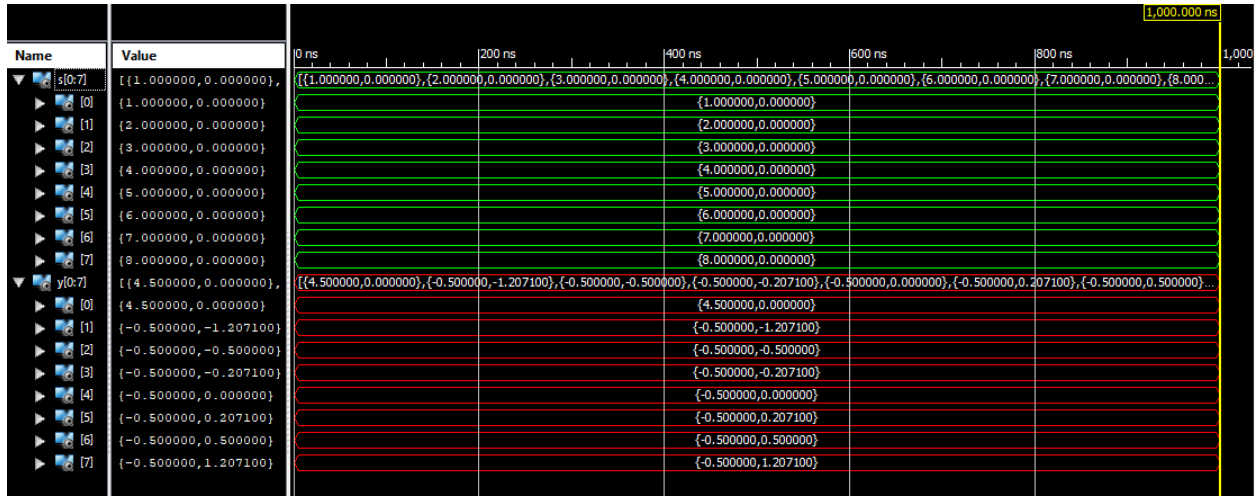 1,000.000 ns
Name Value 0 ns 200 ns 400 ns 600 ns 800 ns 1,000
s[0:7] [{1.000000,0.000000}, [{1.000000,0.000000},{2.000000,0.000000},{3.000000,0.000000},{4.000000,0.000000},{5.000000,0.000000},{6.000000,0.000000},{7.000000,0.000000},{8.000...
[0] {1.000000,0.000000} {1.000000,0.000000}
[1] {2.000000,0.000000} {2.000000,0.000000}
[2] {3.000000,0.000000} {3.000000,0.000000}
[3] {4.000000,0.000000} {4.000000,0.000000}
[4] {5.000000,0.000000} {5.000000,0.000000}
[5] {6.000000,0.000000} {6.000000,0.000000}
[6] {7.000000,0.000000} {7.000000,0.000000}
[7] {8.000000,0.000000} {8.000000,0.000000}
y[0:7] [{4.500000,0.000000}, [{4.500000,0.000000},{-0.500000,-1.207100},{-0.500000,-0.500000},{-0.500000,-0.207100},{-0.500000,0.000000},{-0.500000,0.207100},{-0.500000,0.500000}...
[0] {4.500000,0.000000} {4.500000,0.000000}
[1] {-0.500000,-1.207100} {-0.500000,-1.207100}
[2] {-0.500000,-0.500000} {-0.500000,-0.500000}
[3] {-0.500000,-0.207100} {-0.500000,-0.207100}
[4] {-0.500000,0.000000} {-0.500000,0.000000}
[5] {-0.500000,0.207100} {-0.500000,0.207100}
[6] {-0.500000,0.500000} {-0.500000,0.500000}
[7] {-0.500000,1.207100} {-0.500000,1.207100}